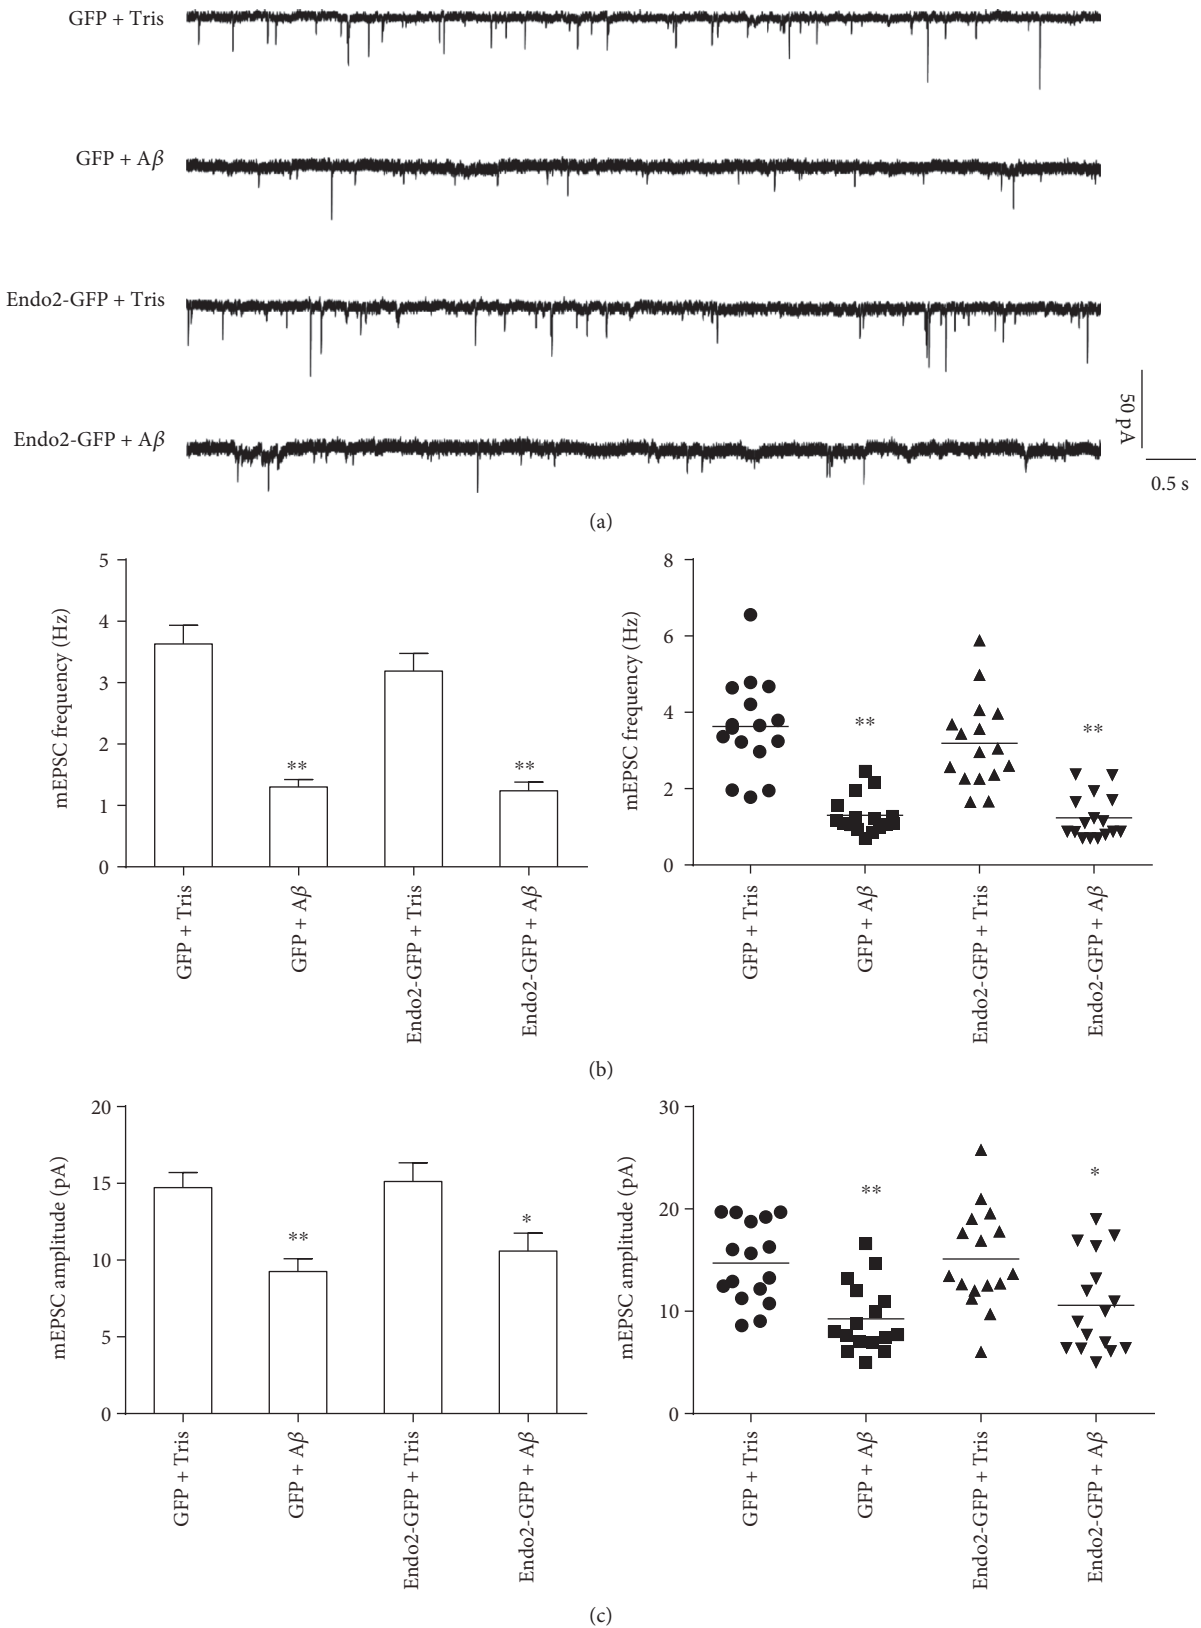 GFP + Tris
GFP + Aβ
Endo2-GFP + Tris
Endo2-GFP + Aβ
50 pA
0.5 s
(a)
5
4
3
2
1
0
mEPSC frequency (Hz)
**
**
GFP + Tris
GFP + Aβ
Endo2-GFP + Tris
Endo2-GFP + Aβ
8
6
4
2
0
mEPSC frequency (Hz)
**
**
GFP + Tris
GFP + Aβ
Endo2-GFP + Tris
Endo2-GFP + Aβ
(b)
20
15
10
5
0
mEPSC amplitude (pA)
**
*
GFP + Tris
GFP + Aβ
Endo2-GFP + Tris
Endo2-GFP + Aβ
30
20
10
0
mEPSC amplitude (pA)
**
*
GFP + Tris
GFP + Aβ
Endo2-GFP + Tris
Endo2-GFP + Aβ
(c)